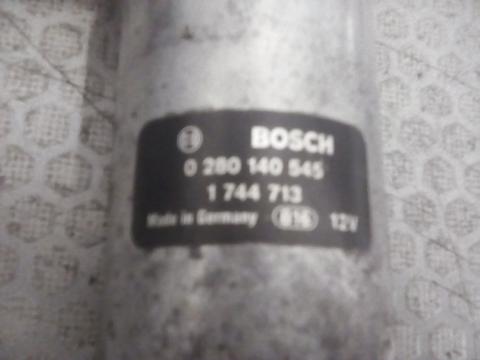 BOSCH
0 280 140 545
1 744 713
Made in Germany 816 12V